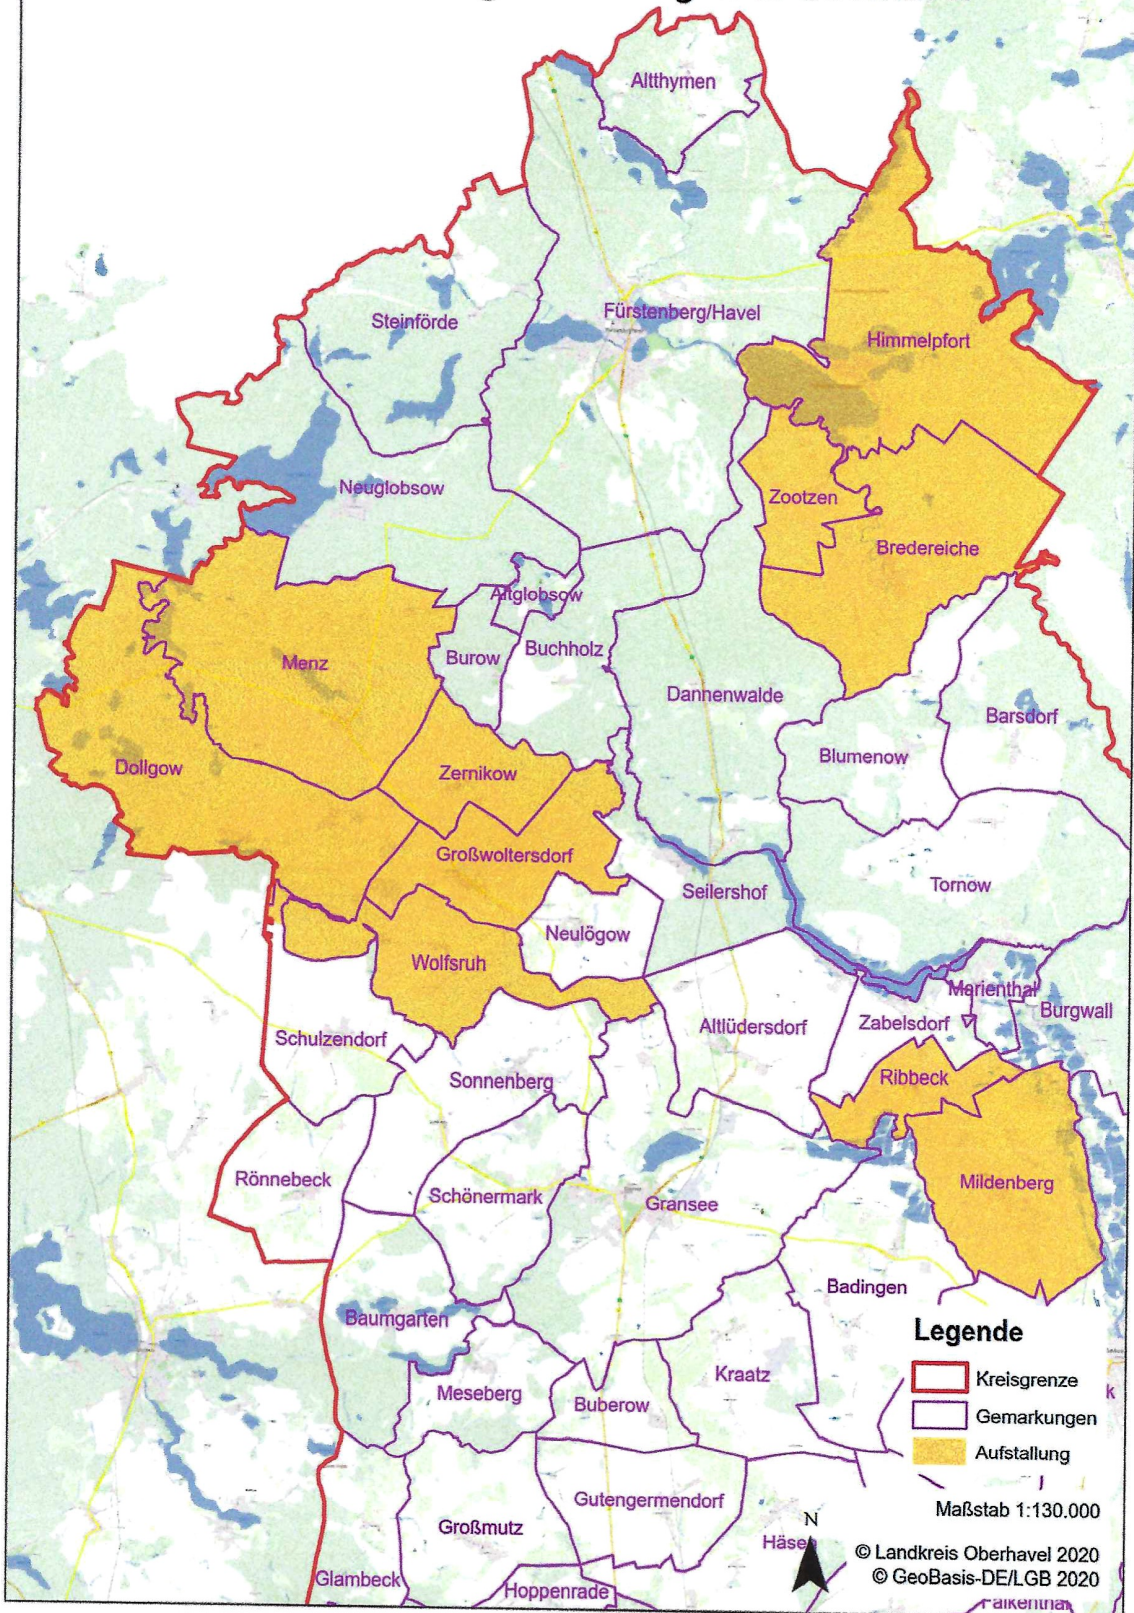 Altthymen
Steinförde
Fürstenberg/Havel
Himmelpfort
Neuglobsow
Zootzen
Bredereiche
Altglobsow
Buchholz
Burow
Menz
Dannenwalde
Barsdorf
Blumenow
Dollgow
Zernikow
Großwoltersdorf
Seilershof
Tornow
Neulögow
Wolfsruh
Marienthal
Burgwall
Zabelsdorf
Altlüdersdorf
Schulzendorf
Sonnenberg
Ribbeck
Rönnebeck
Schönermark
Gransee
Mildenberg
Badingen
Baumgarten
Meseberg
Kraatz
Buberow
Legende
Kreisgrenze
k
Gemarkungen
Aufstallung
Gutengermendorf
Maßstab 1:130.000
Großmutz
N
Häsen
© Landkreis Oberhavel 2020
© GeoBasis-DE/LGB 2020
Glambeck
Hoppenrade
Falkenthal